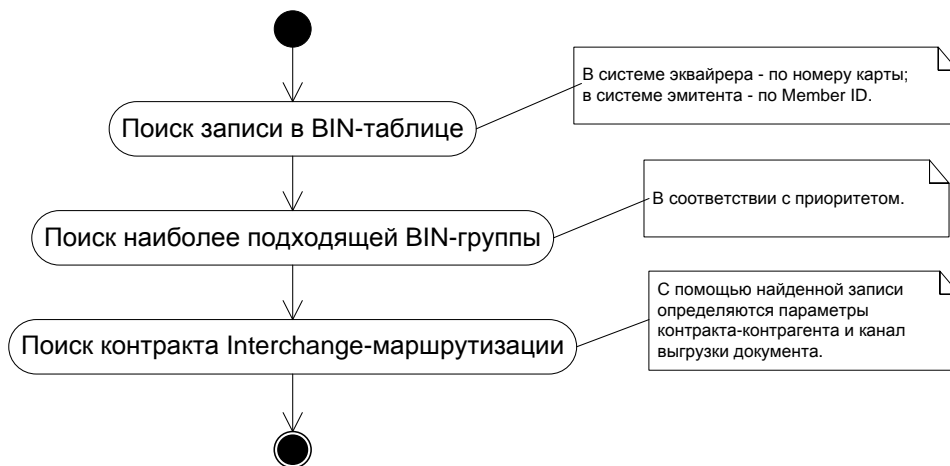 В системе эквайрера - по номеру карты;
в системе эмитента - по Member ID.
Поиск записи в BIN-таблице
В соответствии с приоритетом.
Поиск наиболее подходящей BIN-группы
С помощью найденной записи
определяются параметры
контракта-контрагента и канал
выгрузки документа.
Поиск контракта Interchange-маршрутизации